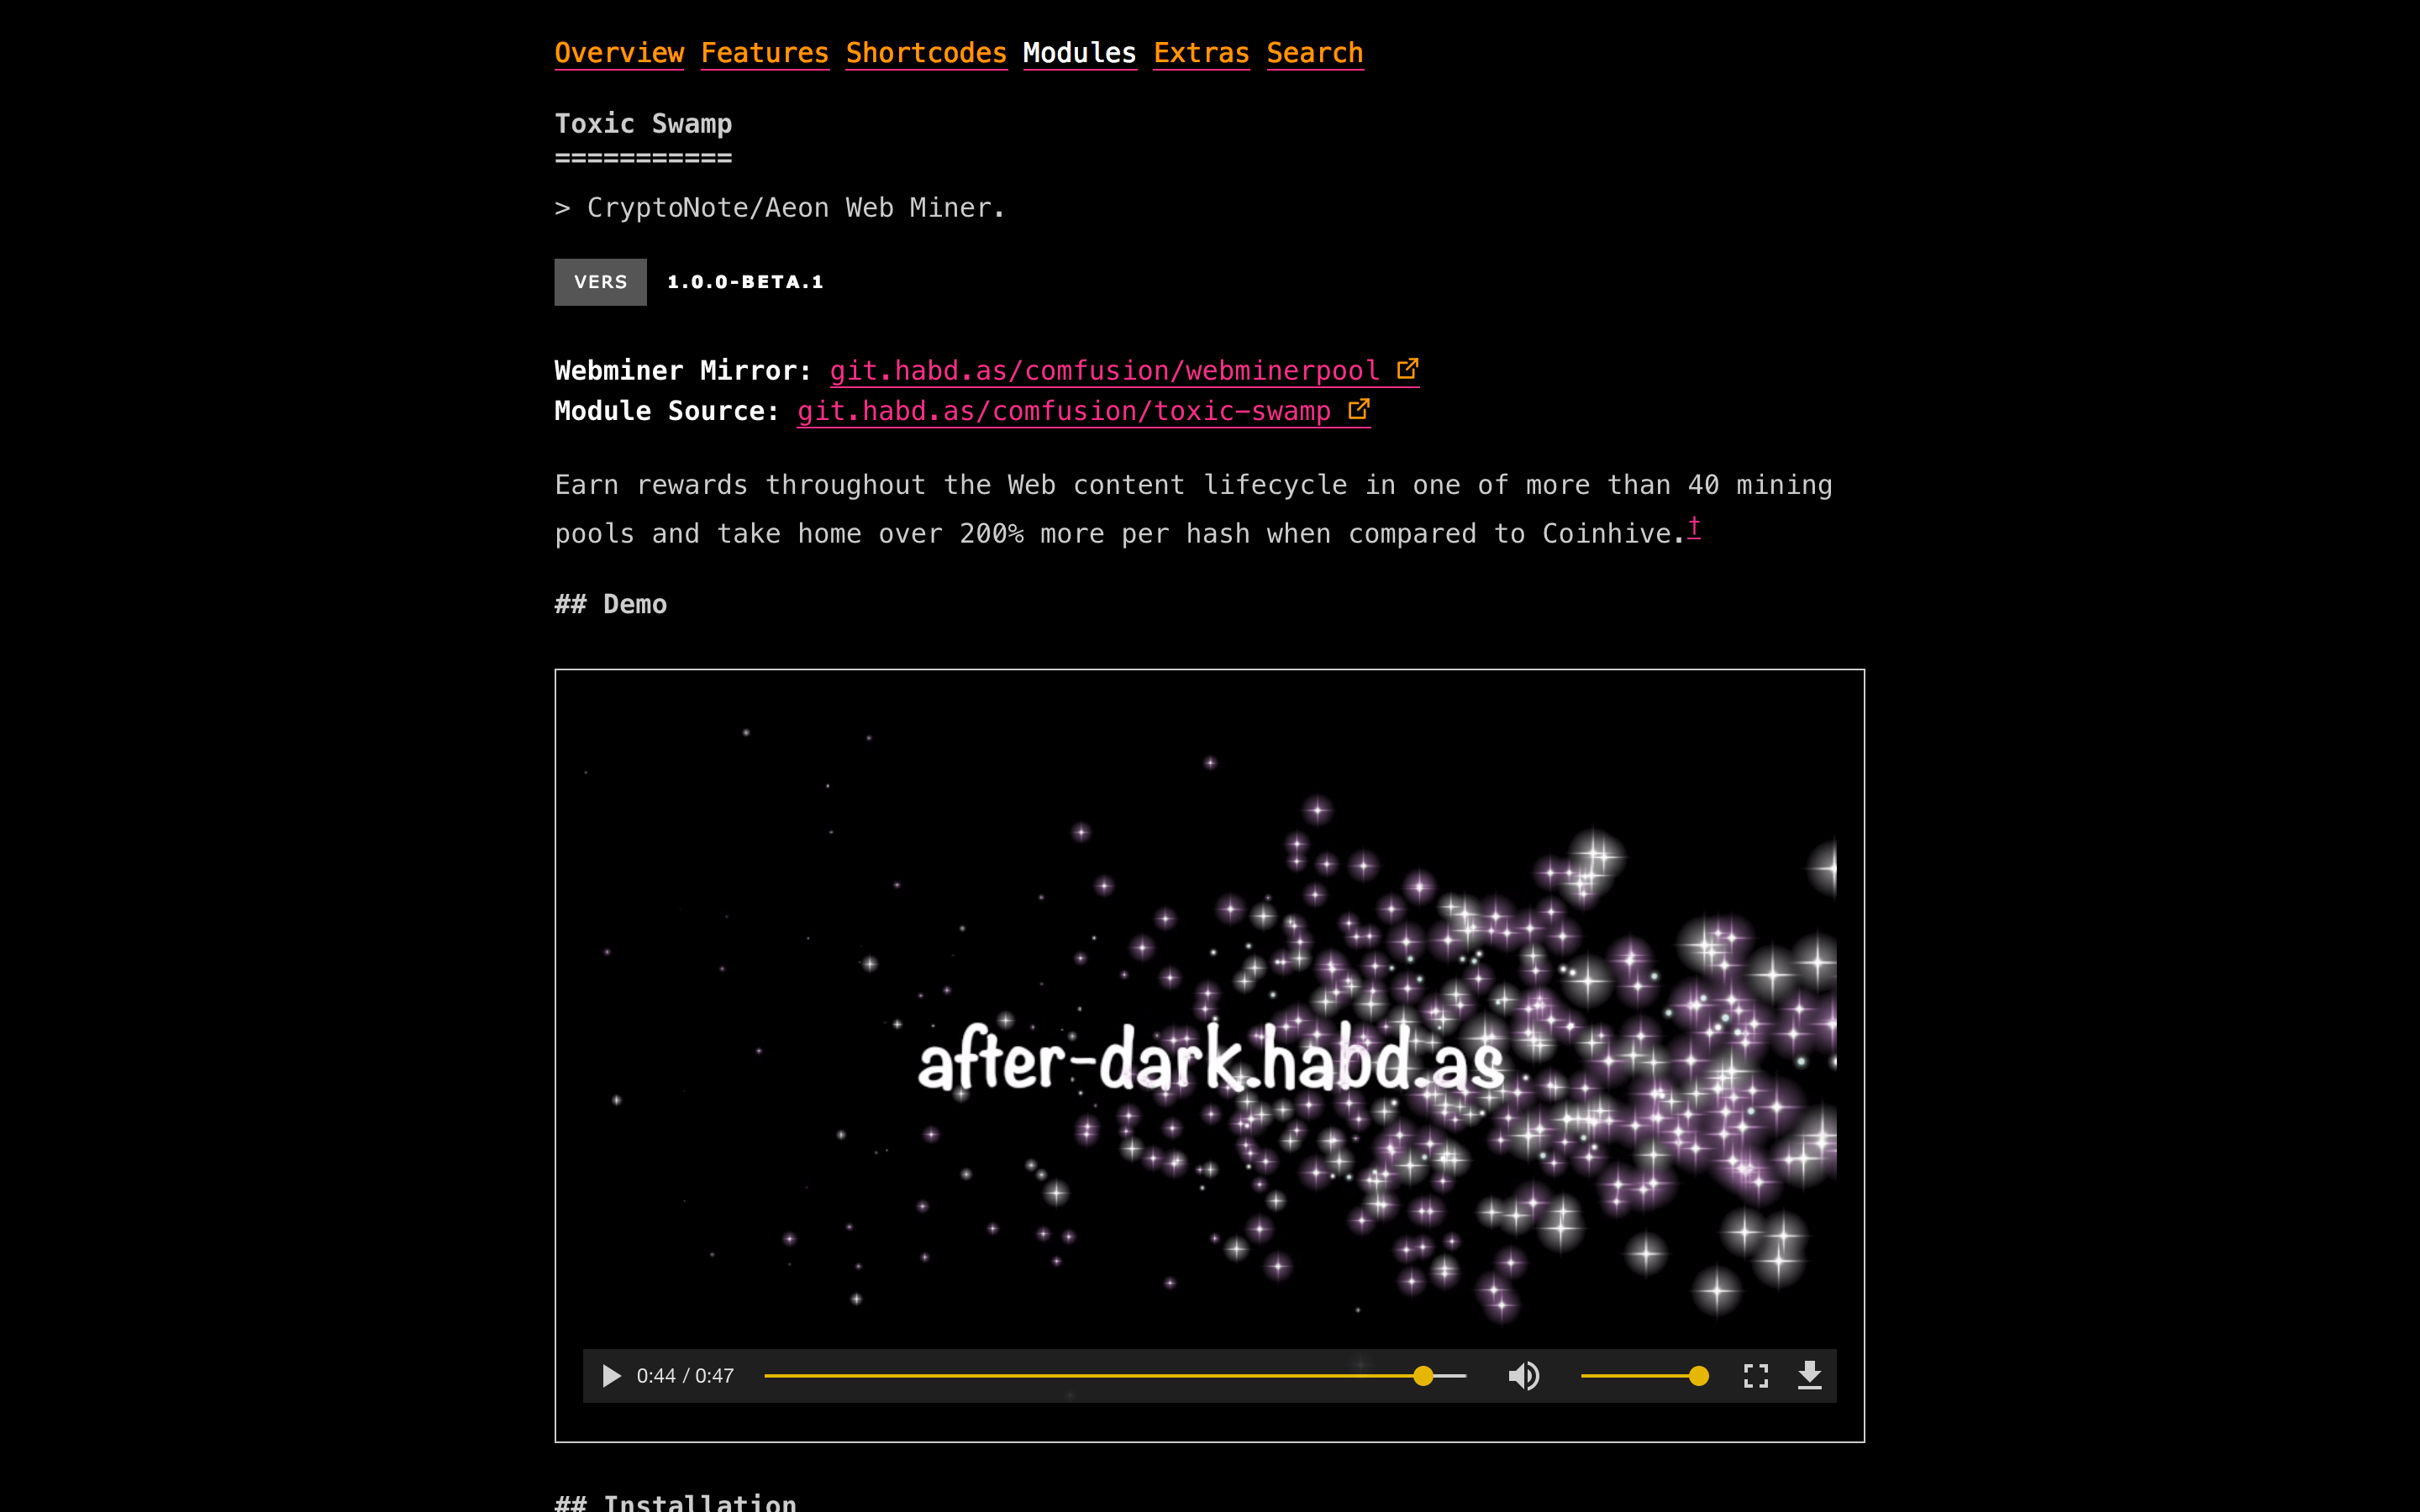 Overview Features Shortcodes Modules Extras Search
Toxic Swamp
===========
> CryptoNote/Aeon Web Miner.
VERS 1.0.0-BETA.1
Webminer Mirror: git.habd.as/comfusion/webminerpool
Module Source: git.habd.as/comfusion/toxic-swamp
Earn rewards throughout the Web content lifecycle in one of more than 40 mining
pools and take home over 200% more per hash when compared to Coinhive.†
## Demo
after-dark.habd.as
0:44 / 0:47
## Installation